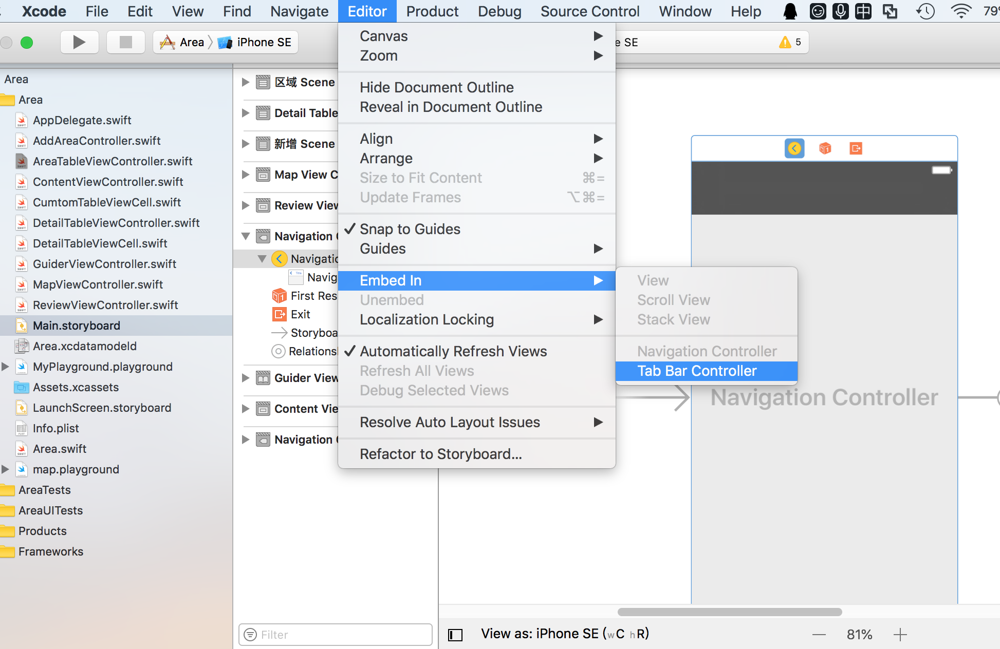 Xcode File Edit View Find Navigate Editor Product Debug Source Control Window Help 中 79
Area iPhone SE e SE 5
Area
Area
AppDelegate.swift
AddAreaController.swift
AreaTableViewController.swift
ContentViewController.swift
CumtomTableViewCell.swift
DetailTableViewController.swift
DetailTableViewCell.swift
GuiderViewController.swift
MapViewController.swift
ReviewViewController.swift
Main.storyboard
Area.xcdatamodeld
MyPlayground.playground
Assets.xcassets
LaunchScreen.storyboard
Info.plist
Area.swift
map.playground
AreaTests
AreaUITests
Products
Frameworks
区域 Scene
Detail Table
新增 Scene
Map View C
Review View
Navigation C
Navigatio
Navig
First Res
Exit
Storyboa
Relations
Guider View
Content Vie
Navigation C
Filter
Canvas
Zoom
Hide Document Outline
Reveal in Document Outline
Align
Arrange
Size to Fit Content ⌘=
Update Frames ⌥⌘=
✓ Snap to Guides
Guides
Embed In
Unembed
Localization Locking
✓ Automatically Refresh Views
Refresh All Views
Debug Selected Views
Resolve Auto Layout Issues
Refactor to Storyboard...
View
Scroll View
Stack View
Navigation Controller
Tab Bar Controller
Navigation Controller
View as: iPhone SE (wC hR) — 81% +